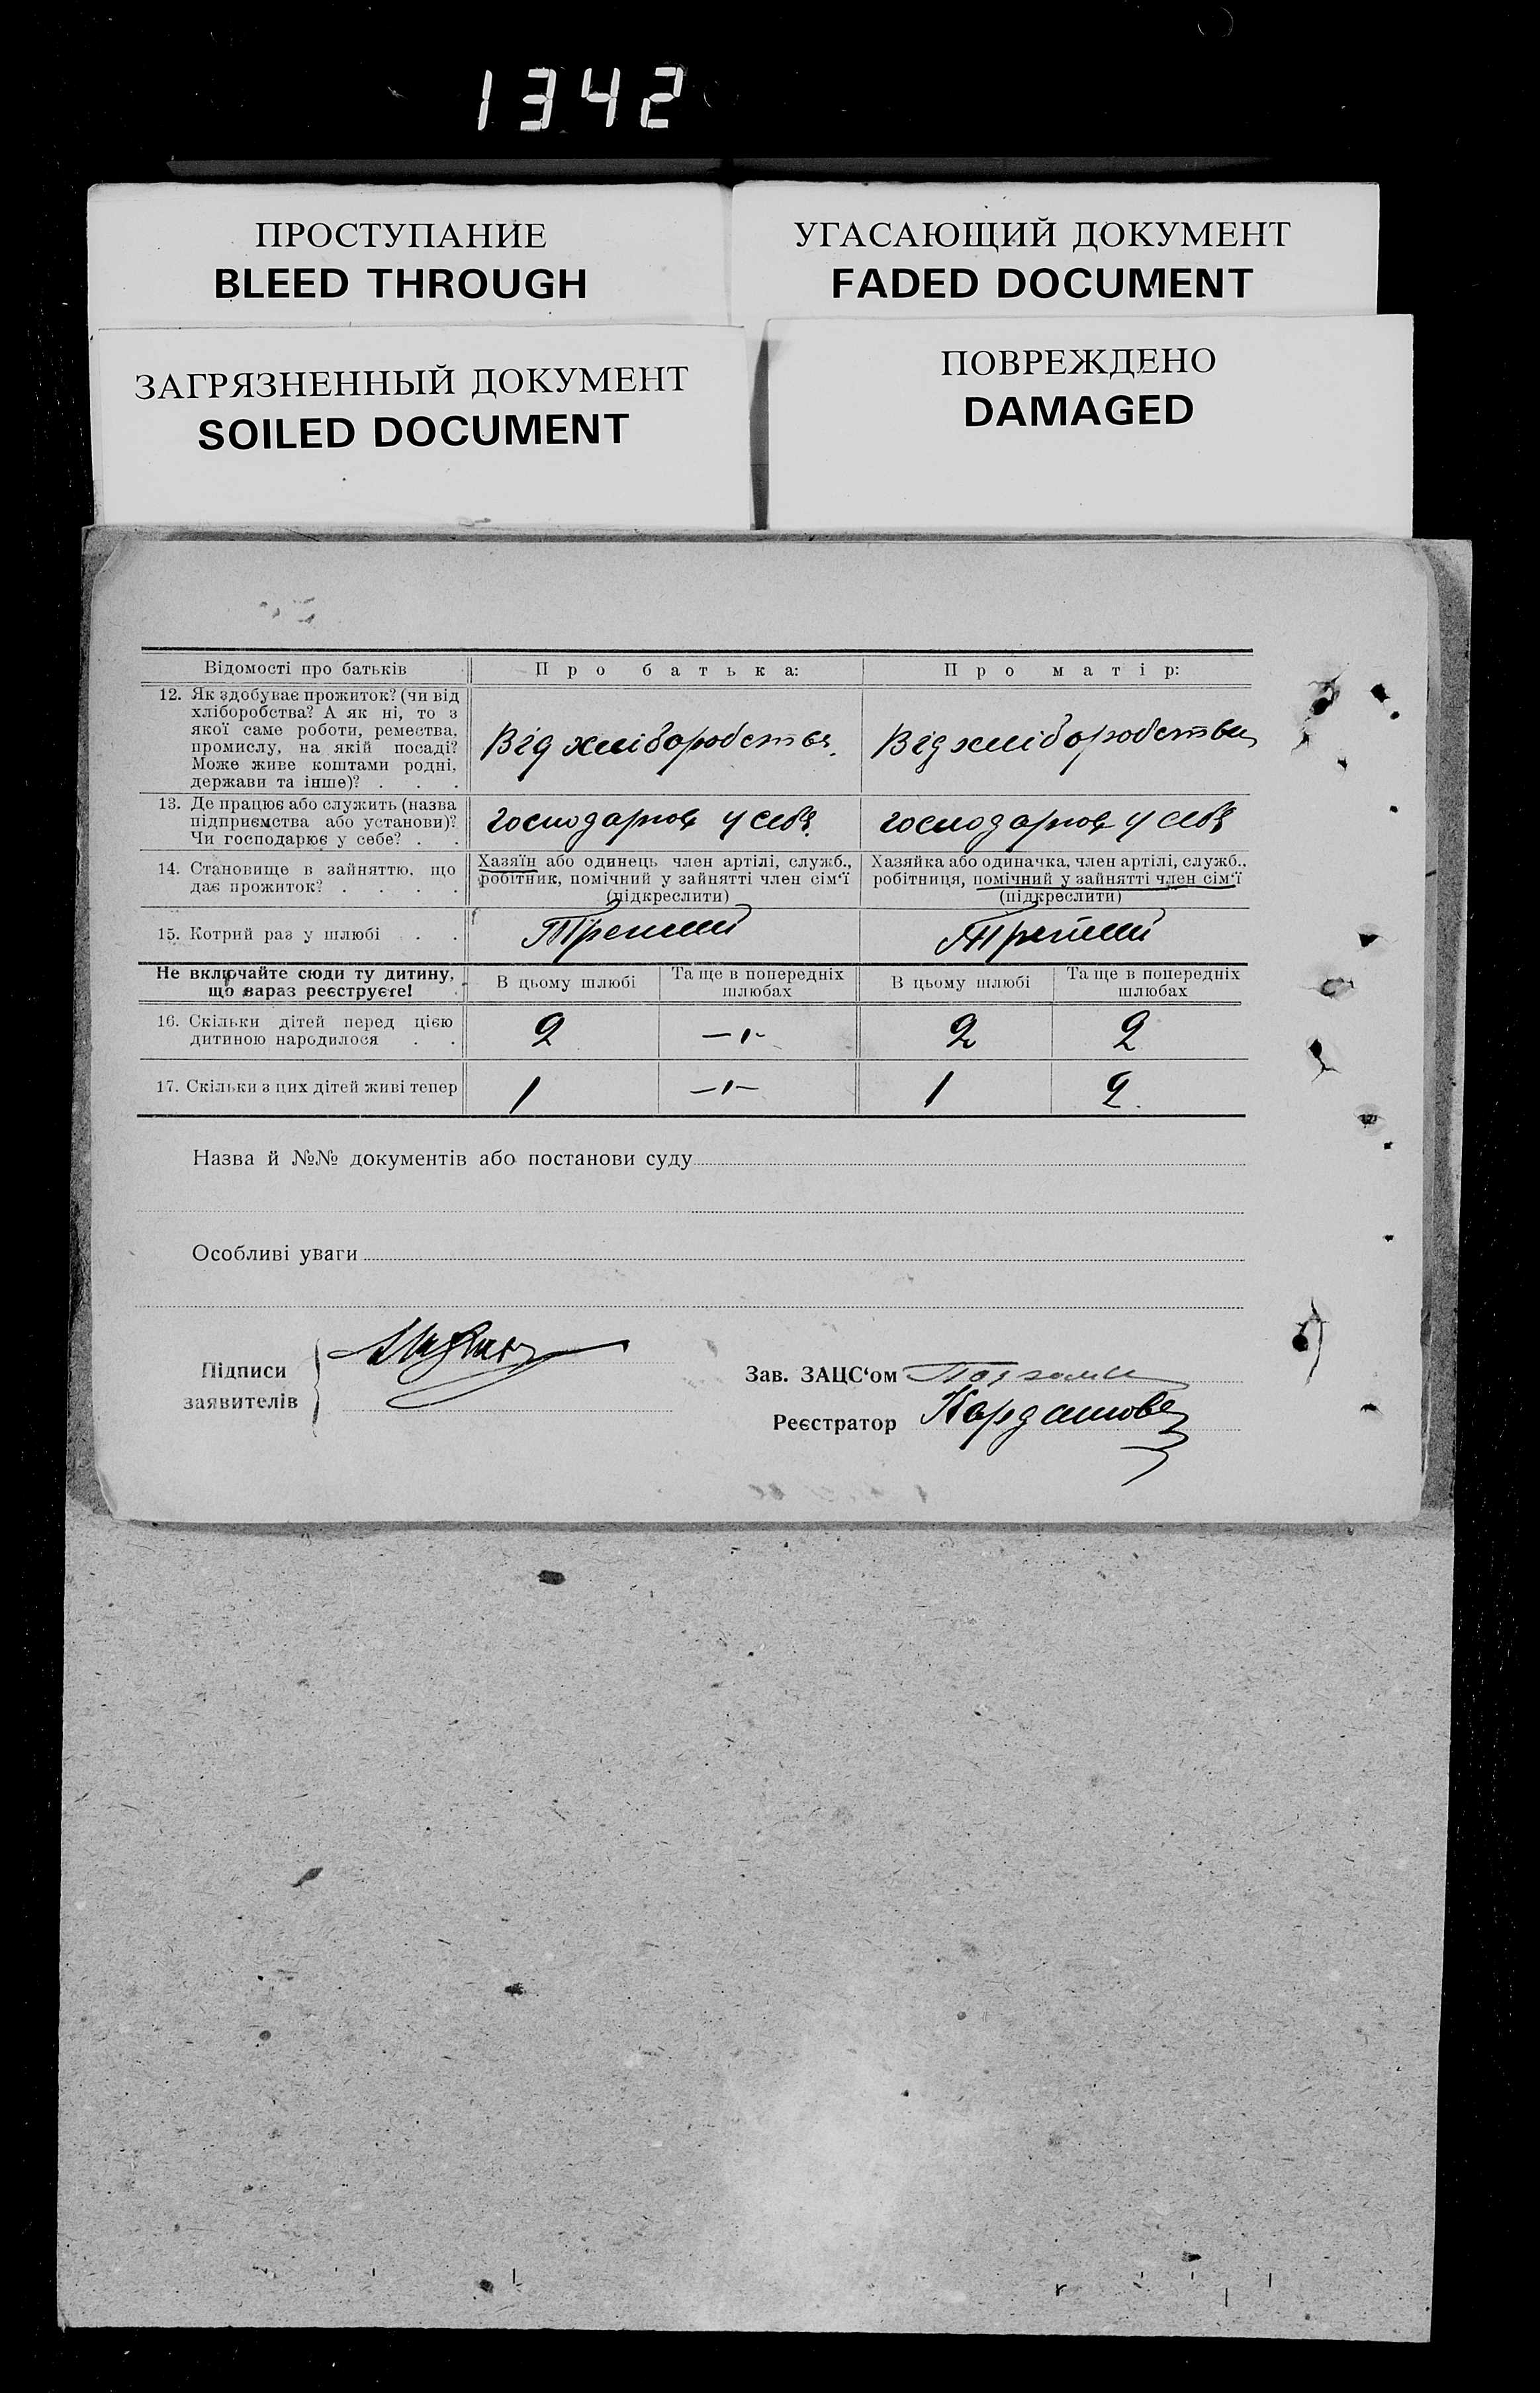 1342
ПРОСТУПАНИЕ
BLEED THROUGH
УГАСАЮЩИЙ ДОКУМЕНТ
FADED DOCUMENT
ЗАГРЯЗНЕННЫЙ ДОКУМЕНТ
SOILED DOCUMENT
ПОВРЕЖДЕНО
DAMAGED
Відомості про батьків
Про батька:
Про матір:
12. Як здобуває прожиток? (чи від
хліборобства? А як ні, то з
якої саме роботи, ремества,
промислу, на якій посаді?
Може живе коштами родні,
держави та інше)? . . .
Від хліборобства.
Від хліборобства
13. Де працює або служить (назва
підприємства або установи)?
Чи господарює у себе? . .
господарює у себе
господарює у себе
14. Становище в зайняттю, що
дає прожиток? . . . .
Хазяїн або одинець член артілі, служб.,
робітник, помічний у зайнятті член сім'ї
(підкреслити)
Хазяйка або одиначка, член артілі, служб.,
робітниця, помічний у зайнятті член сім'ї
(підкреслити)
15. Котрий раз у шлюбі . .
Не включайте сюди ту дитину,
що зараз реєструєте!
В цьому шлюбі
Та ще в попередніх
шлюбах
В цьому шлюбі
Та ще в попередніх
шлюбах
16. Скільки дітей перед цією
дитиною народилося . .
2
—"—
2
2
17. Скільки з цих дітей живі тепер
1
—"—
1
2.
Назва й №№ документів або постанови суду
Особливі уваги
Підписи
заявителів
Зав. ЗАЦС'ом
Реєстратор